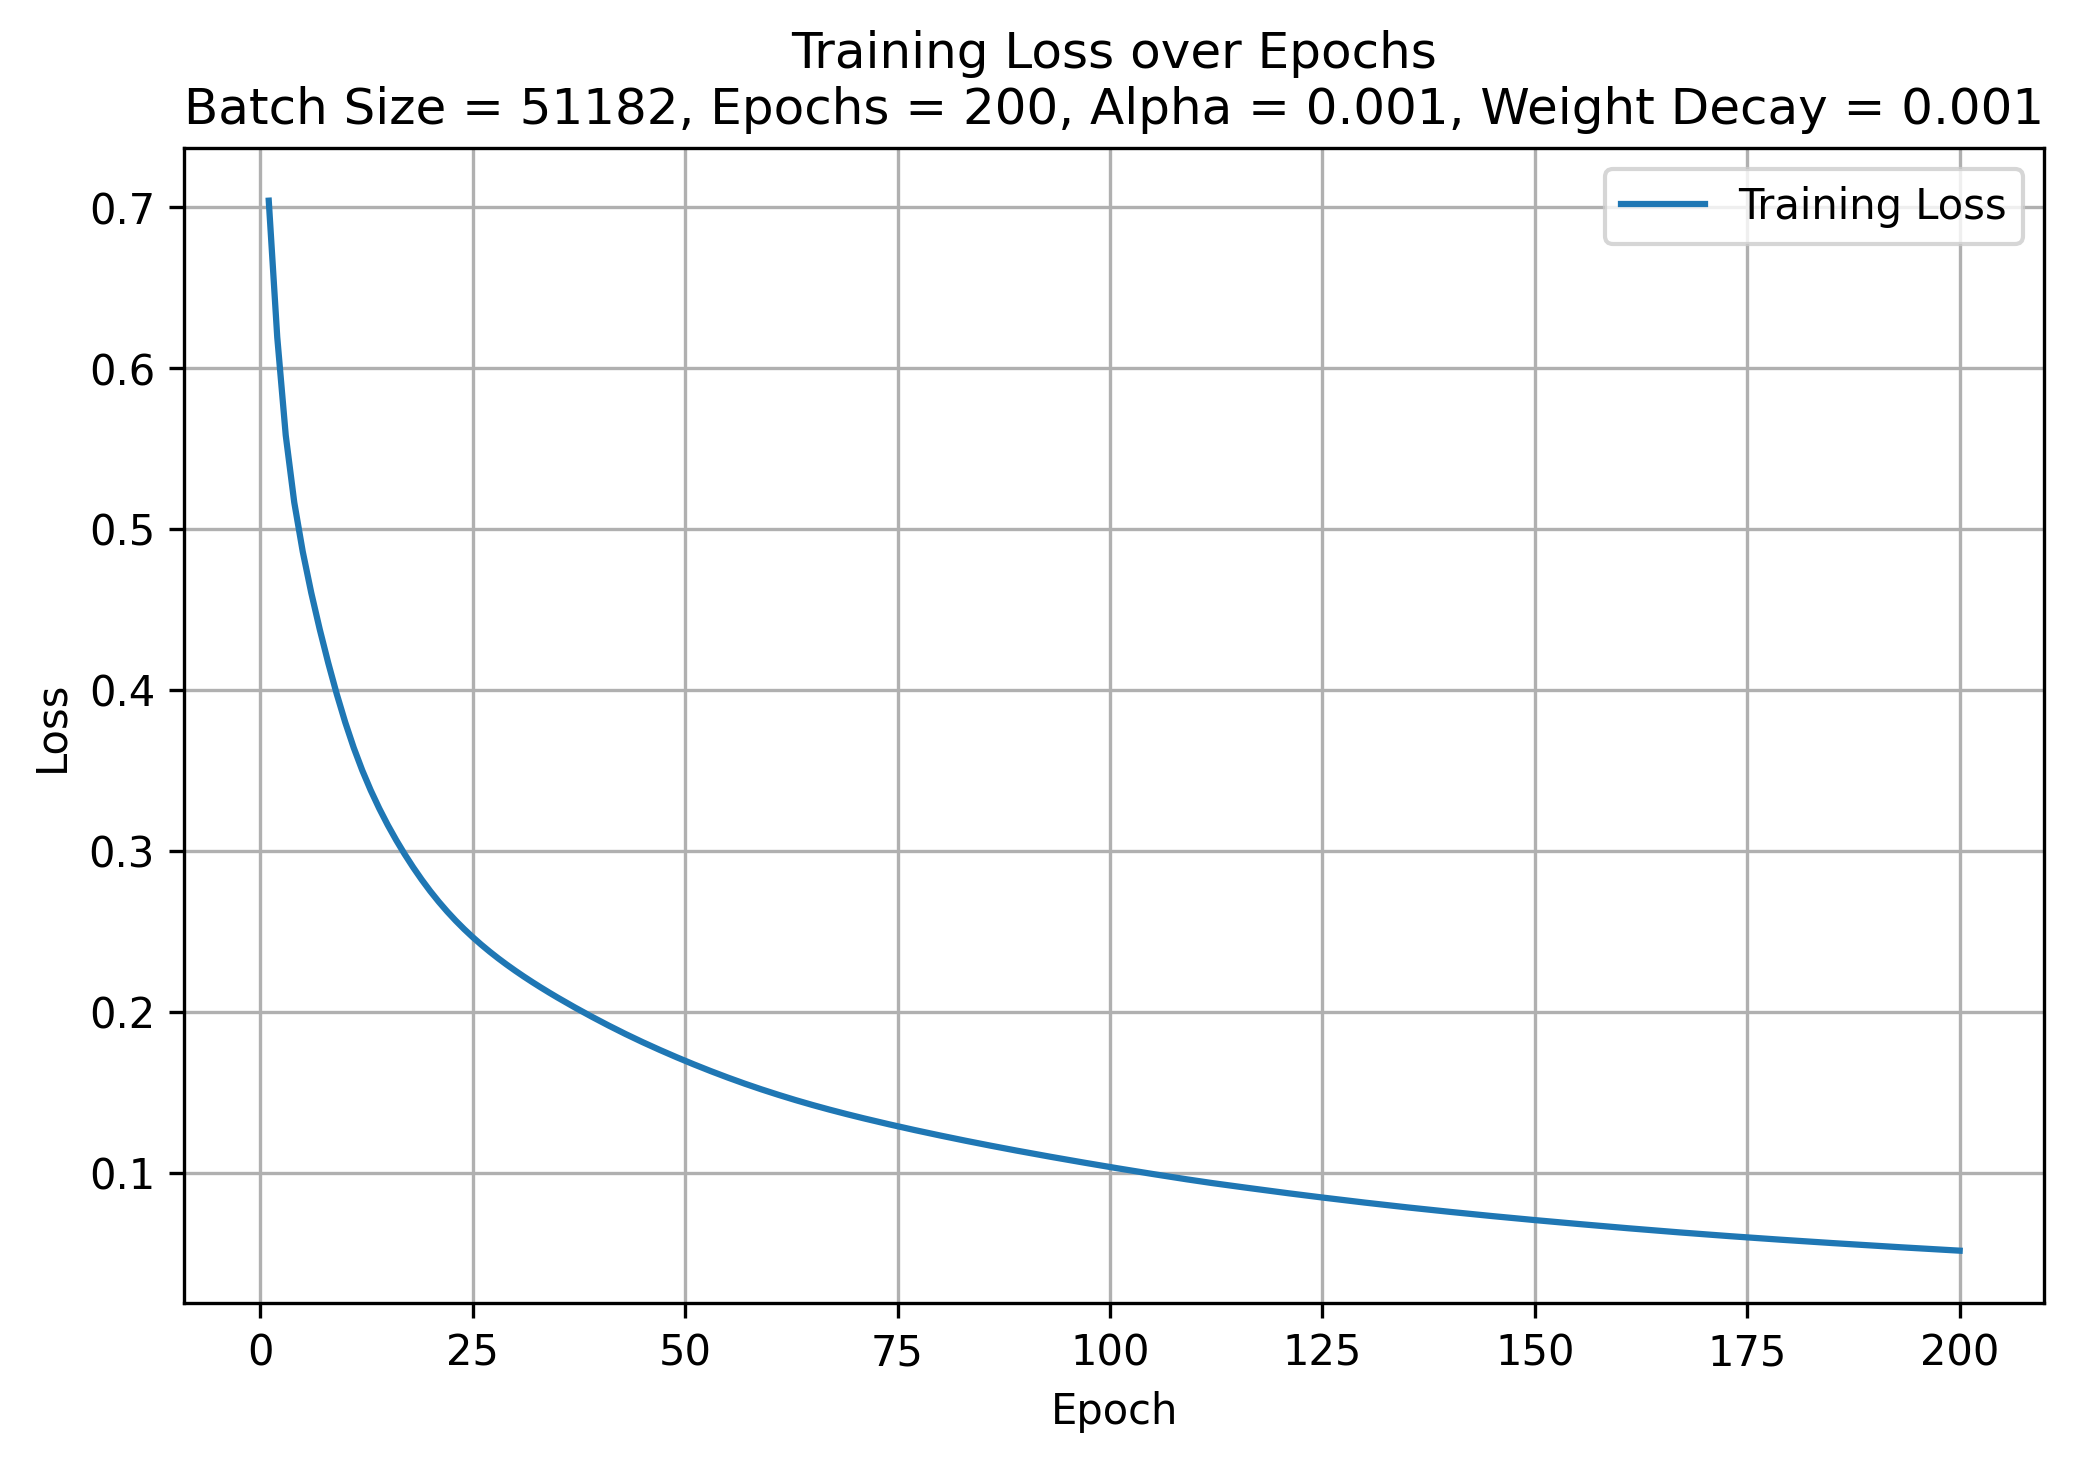 Training Loss over Epochs
Batch Size = 51182, Epochs = 200, Alpha = 0.001, Weight Decay = 0.001
Training Loss
0.7
0.6
0.5
0.4
0.3
0.2
0.1
Loss
0 25 50 75 100 125 150 175 200
Epoch